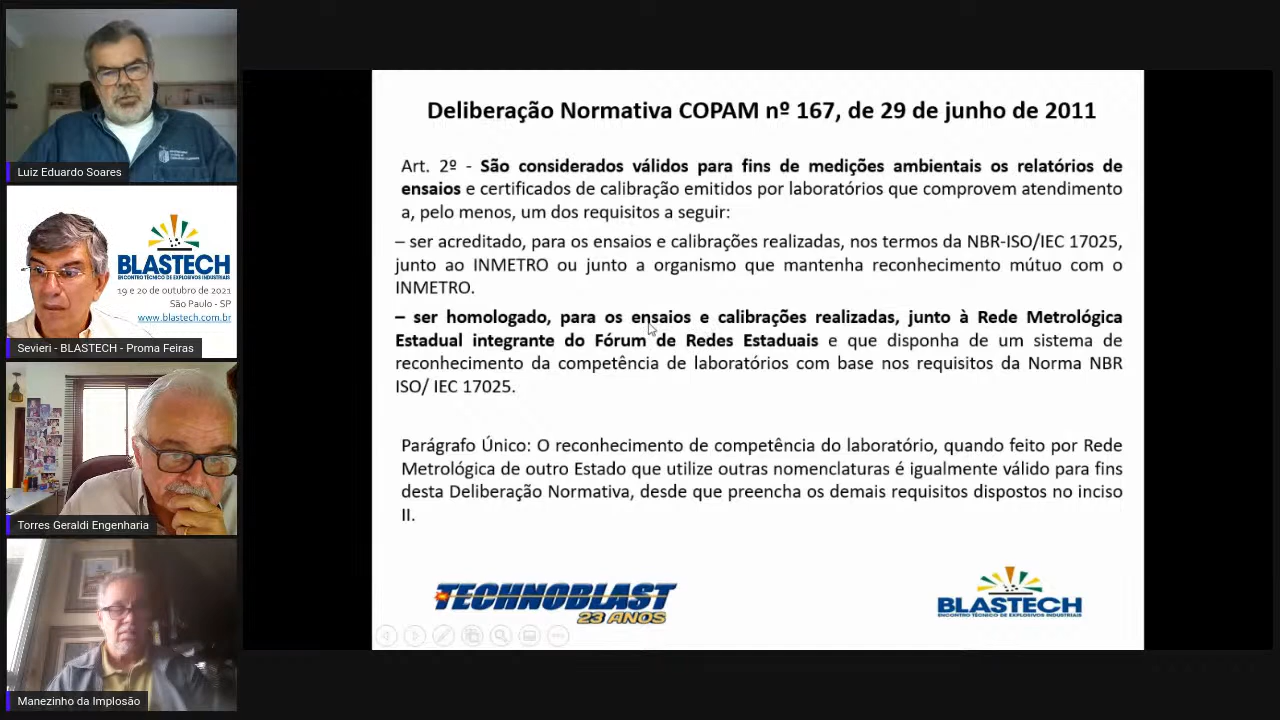 Luiz Eduardo Soares
BLASTECH
ENCONTRO TÉCNICO DE EXPLOSIVOS INDUSTRIAIS
19 e 20 de outubro de 2021
São Paulo - SP
www.blastech.com.br
Sevieri - BLASTECH - Proma Feiras
Torres Geraldi Engenharia
Manezinho da Implosão
Deliberação Normativa COPAM nº 167, de 29 de junho de 2011
Art. 2º - São considerados válidos para fins de medições ambientais os relatórios de
ensaios e certificados de calibração emitidos por laboratórios que comprovem atendimento
a, pelo menos, um dos requisitos a seguir:
– ser acreditado, para os ensaios e calibrações realizadas, nos termos da NBR-ISO/IEC 17025,
junto ao INMETRO ou junto a organismo que mantenha reconhecimento mútuo com o
INMETRO.
– ser homologado, para os ensaios e calibrações realizadas, junto à Rede Metrológica
Estadual integrante do Fórum de Redes Estaduais e que disponha de um sistema de
reconhecimento da competência de laboratórios com base nos requisitos da Norma NBR
ISO/ IEC 17025.
Parágrafo Único: O reconhecimento de competência do laboratório, quando feito por Rede
Metrológica de outro Estado que utilize outras nomenclaturas é igualmente válido para fins
desta Deliberação Normativa, desde que preencha os demais requisitos dispostos no inciso
II.
TECHNOBLAST
23 ANOS
BLASTECH
ENCONTRO TÉCNICO DE EXPLOSIVOS INDUSTRIAIS